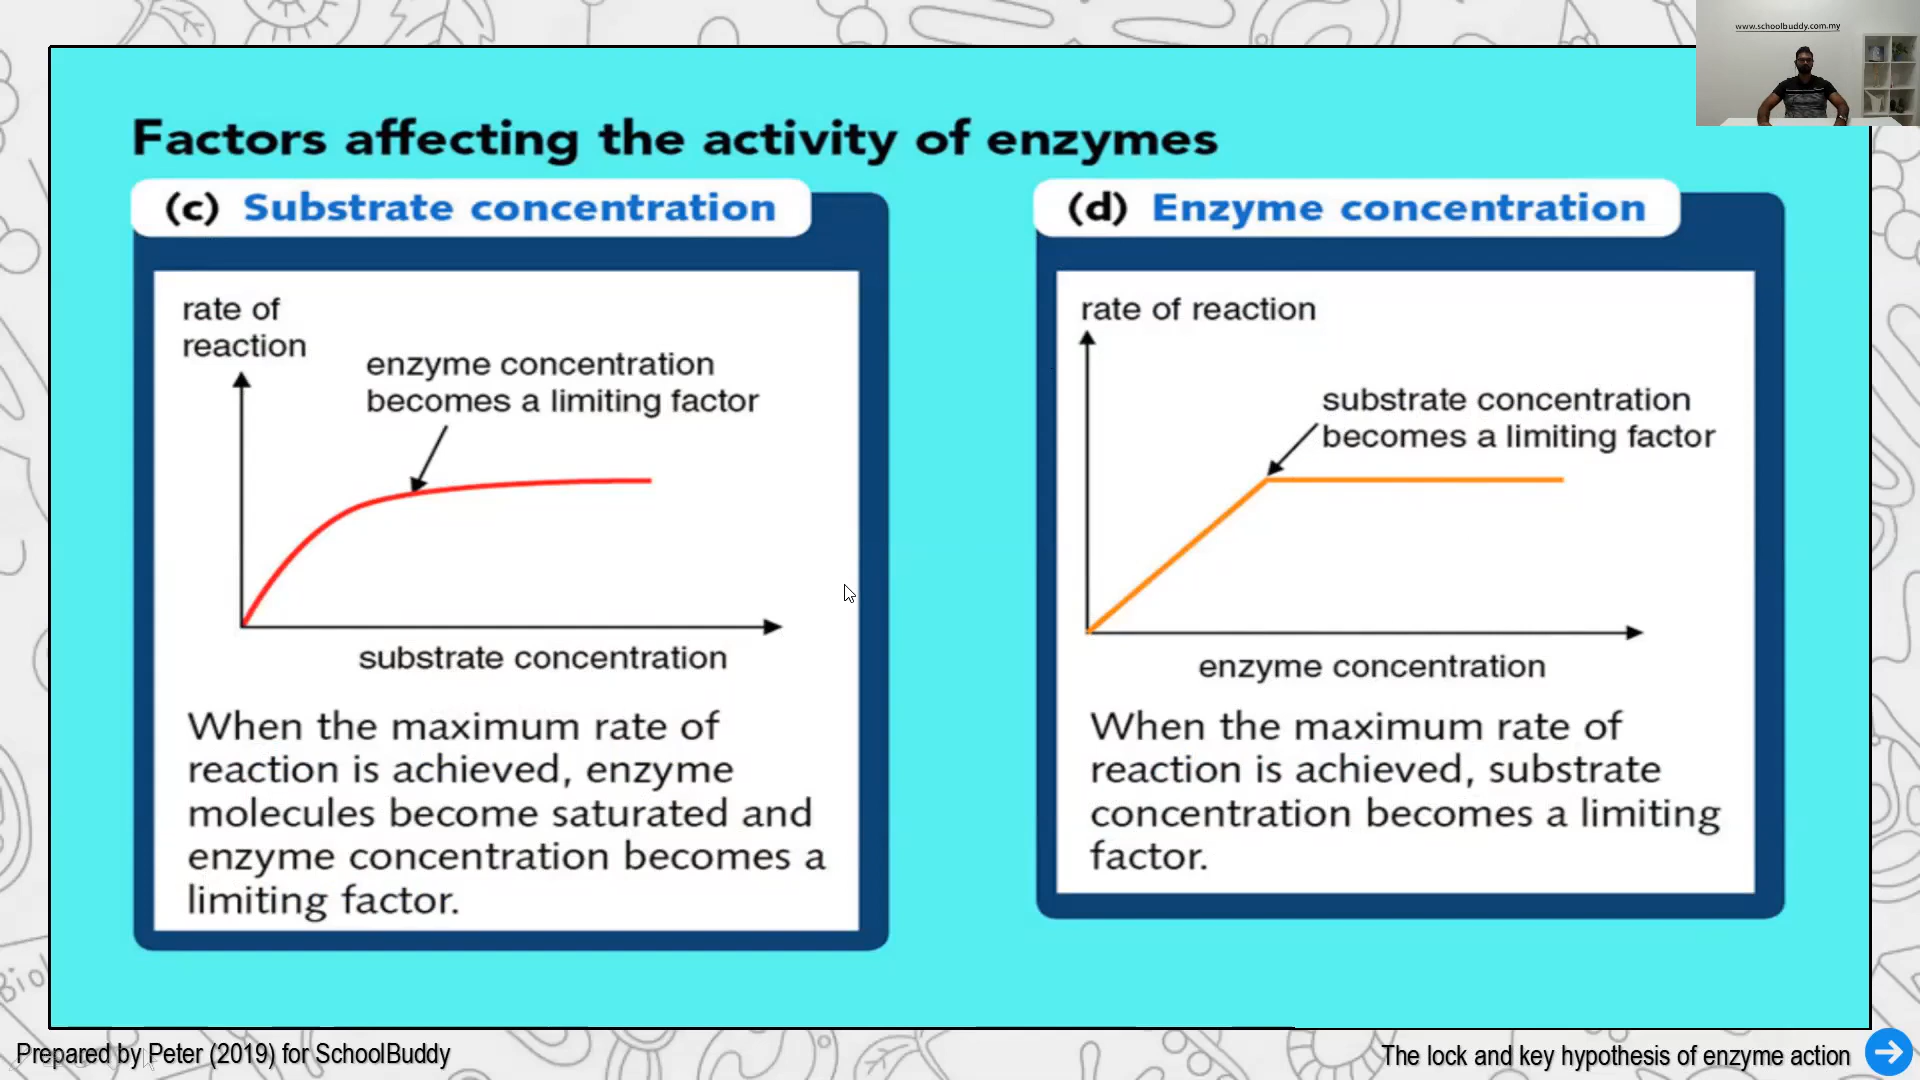 www.schoolbuddy.com.my
Factors affecting the activity of enzymes
(c) Substrate concentration
rate of
reaction
enzyme concentration
becomes a limiting factor
substrate concentration
When the maximum rate of
reaction is achieved, enzyme
molecules become saturated and
enzyme concentration becomes a
limiting factor.
(d) Enzyme concentration
rate of reaction
substrate concentration
becomes a limiting factor
enzyme concentration
When the maximum rate of
reaction is achieved, substrate
concentration becomes a limiting
factor.
Biol
Prepared by Peter (2019) for SchoolBuddy
The lock and key hypothesis of enzyme action